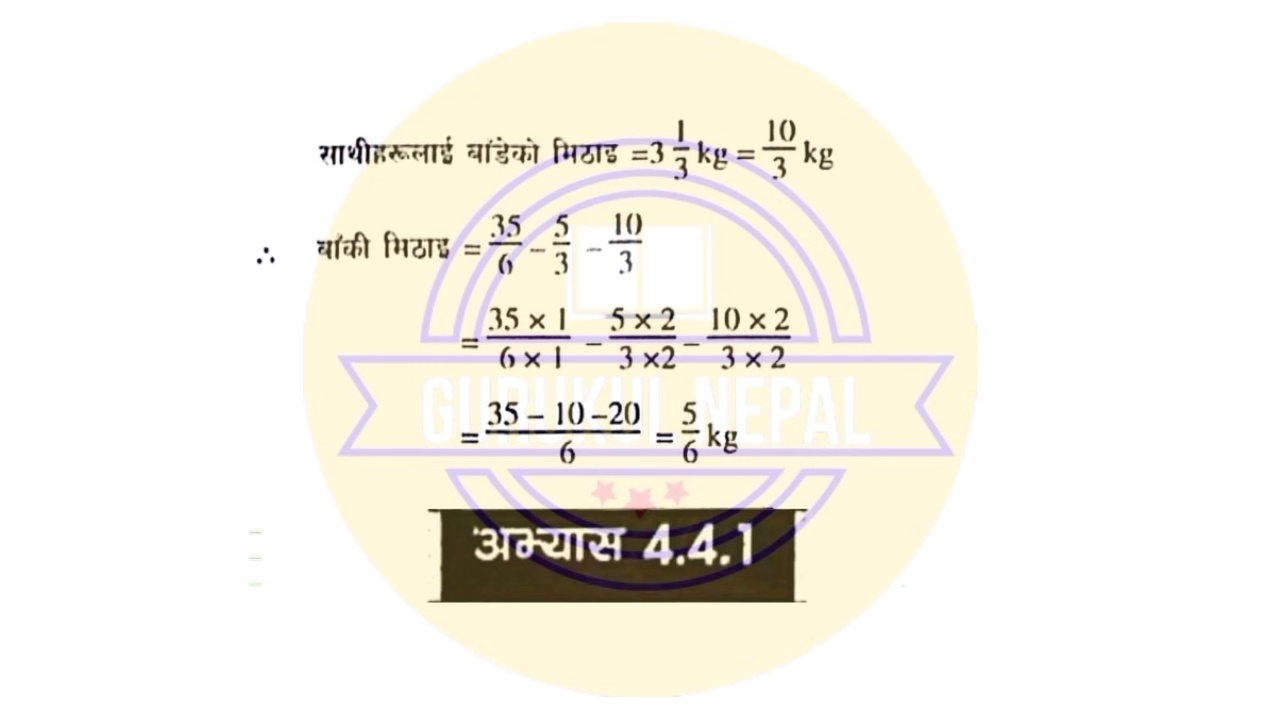 साथीहरूलाई बाँडेको मिठाइ =3 1/3 kg = 10/3 kg
∴ बाँकी मिठाइ = 35/6 – 5/3 – 10/3
= 35 × 1/6 × 1 – 5 × 2/3 ×2 – 10 × 2/3 × 2
= 35 – 10 –20/6 = 5/6 kg
GURUKUL NEPAL
अभ्यास 4.4.1